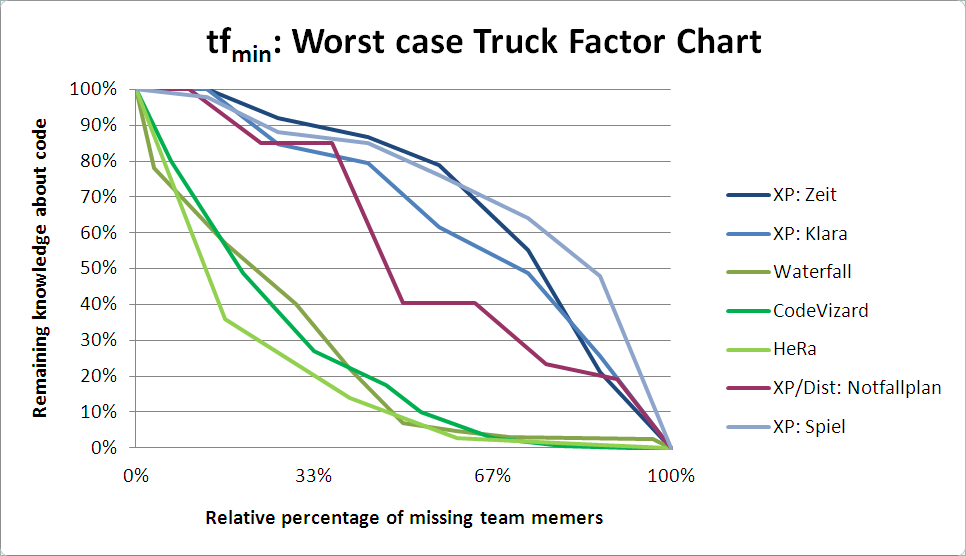 tfmin: Worst case Truck Factor Chart
100%
90%
80%
70%
60%
50%
40%
30%
20%
10%
0%
Remaining knowledge about code
0%
33%
67%
100%
Relative percentage of missing team memers
XP: Zeit
XP: Klara
Waterfall
CodeVizard
HeRa
XP/Dist: Notfallplan
XP: Spiel